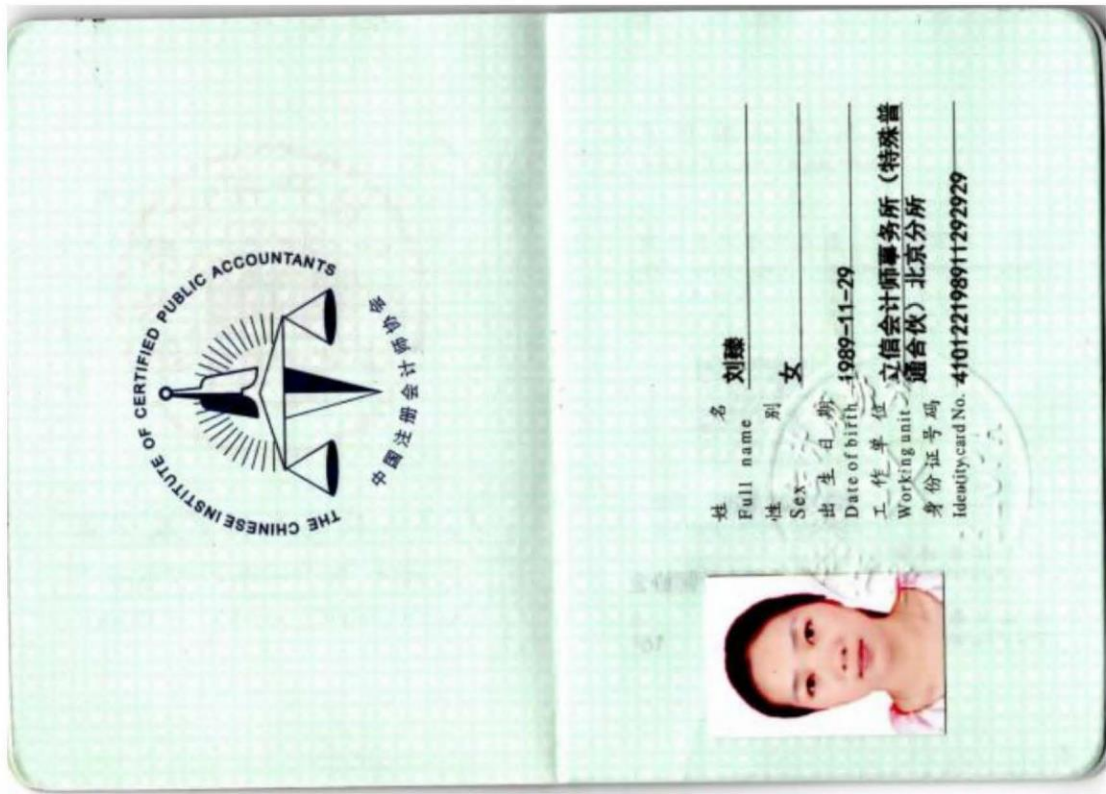 THE CHINESE INSTITUTE OF CERTIFIED PUBLIC ACCOUNTANTS
中国注册会计师协会
姓 名 刘臻
Full name
性 别 女
Sex
出生日期 1989-11-29
Date of birth
工作单位 立信会计师事务所（特殊普
Working unit 通合伙）北京分所
身份证号码
Identity card No. 410122198911292929